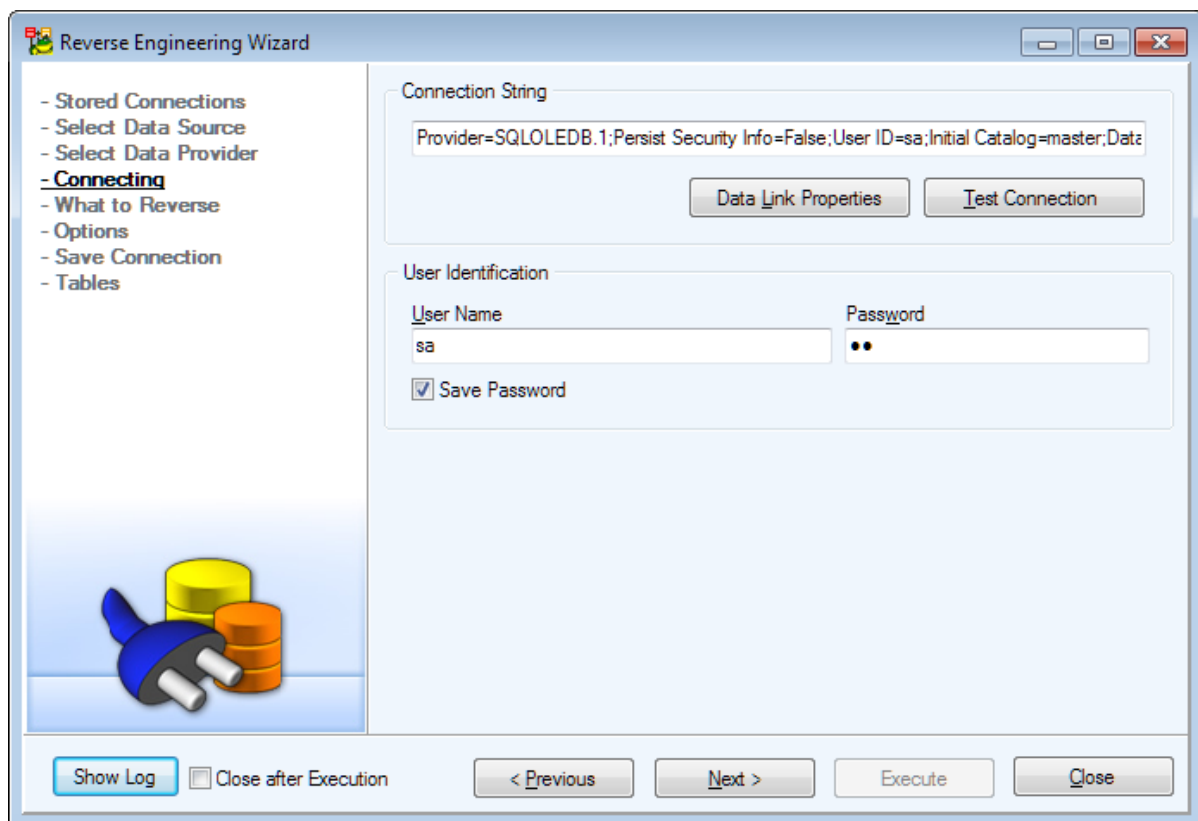 Reverse Engineering Wizard
- Stored Connections
- Select Data Source
- Select Data Provider
- Connecting
- What to Reverse
- Options
- Save Connection
- Tables
Connection String
Provider=SQLOLEDB.1;Persist Security Info=False;User ID=sa;Initial Catalog=master;Data
Data Link Properties
Test Connection
User Identification
User Name
Password
sa
••
Save Password
Show Log
Close after Execution
< Previous
Next >
Execute
Close